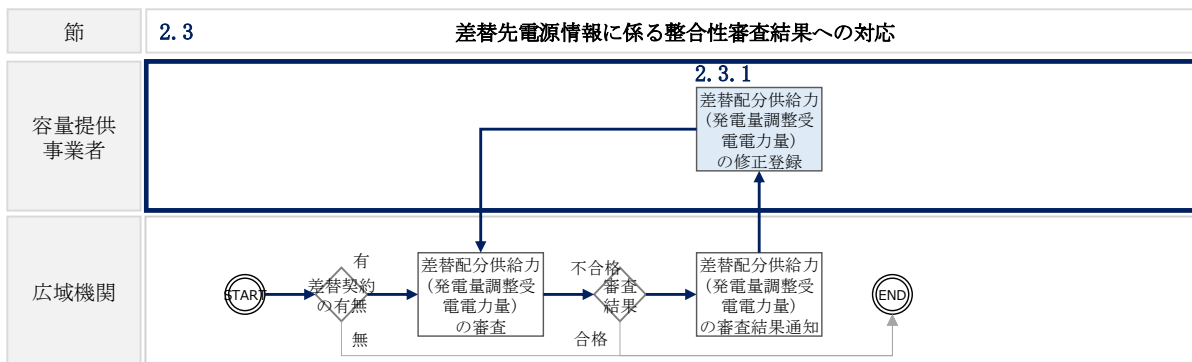 節
2.3
差替先電源情報に係る整合性審査結果への対応
容量提供
事業者
2.3.1
差替配分供給力
(発電量調整受
電電力量)
の修正登録
広域機関
START
差替契約
の有無
有
無
差替配分供給力
(発電量調整受
電電力量)
の審査
不合格
審査
結果
合格
差替配分供給力
(発電量調整受
電電力量)
の審査結果通知
END